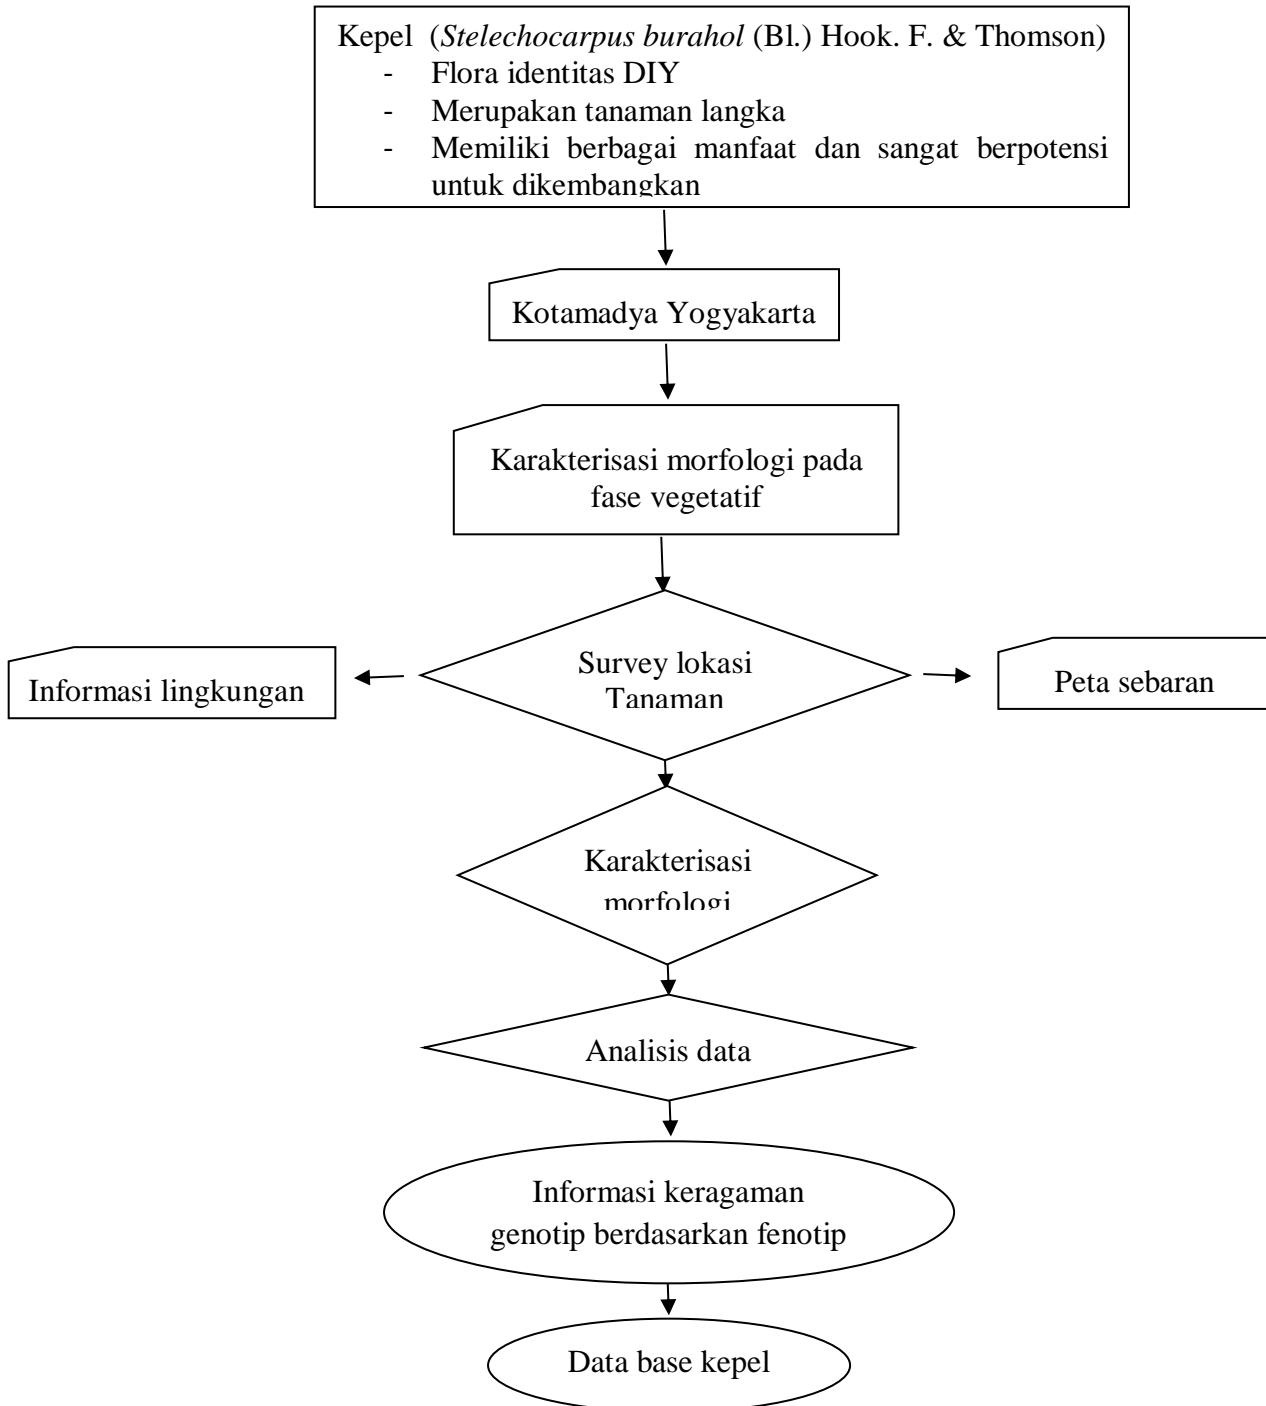 Kepel (Stelechocarpus burahol (Bl.) Hook. F. & Thomson)
- Flora identitas DIY
- Merupakan tanaman langka
- Memiliki berbagai manfaat dan sangat berpotensi
untuk dikembangkan
Kotamadya Yogyakarta
Karakterisasi morfologi pada
fase vegetatif
Survey lokasi
Tanaman
Informasi lingkungan
Peta sebaran
Karakterisasi
morfologi
Analisis data
Informasi keragaman
genotip berdasarkan fenotip
Data base kepel